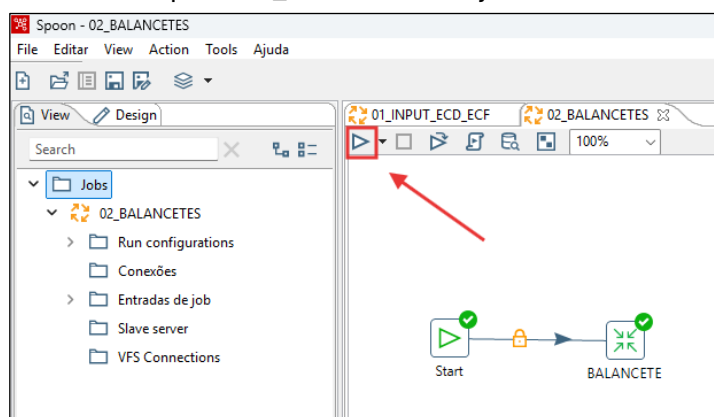 Spoon - 02_BALANCETES
File Editar View Action Tools Ajuda
View Design
01_INPUT_ECD_ECF 02_BALANCETES
Search
100%
Jobs
02_BALANCETES
Run configurations
Conexões
Entradas de job
Slave server
VFS Connections
Start
BALANCETE